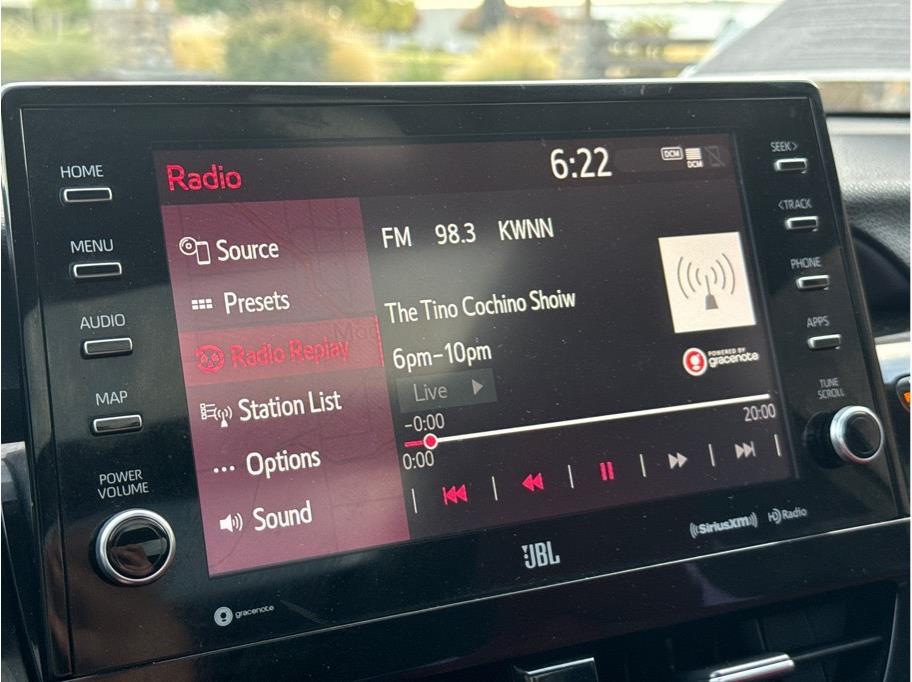 HOME
MENU
AUDIO
MAP
POWER
VOLUME
Radio
6:22
DCM
DCM
Source
Presets
Radio Replay
Station List
... Options
Sound
FM 98.3 KWNN
The Tino Cochino Shoiw
6pm-10pm
Live
POWERED BY
gracenote
-0:00
20:00
0:00
SEEK>
<TRACK
PHONE
APPS
TUNE
SCROLL
gracenote
JBL
SiriusXM
HD Radio